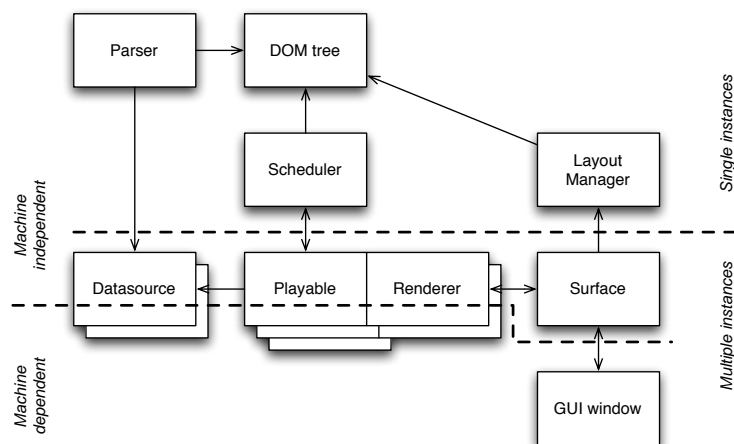 Parser
DOM tree
Scheduler
Layout
Manager
Single instances
Machine
independent
Datasource
Playable
Renderer
Surface
Multiple instances
Machine
dependent
GUI window